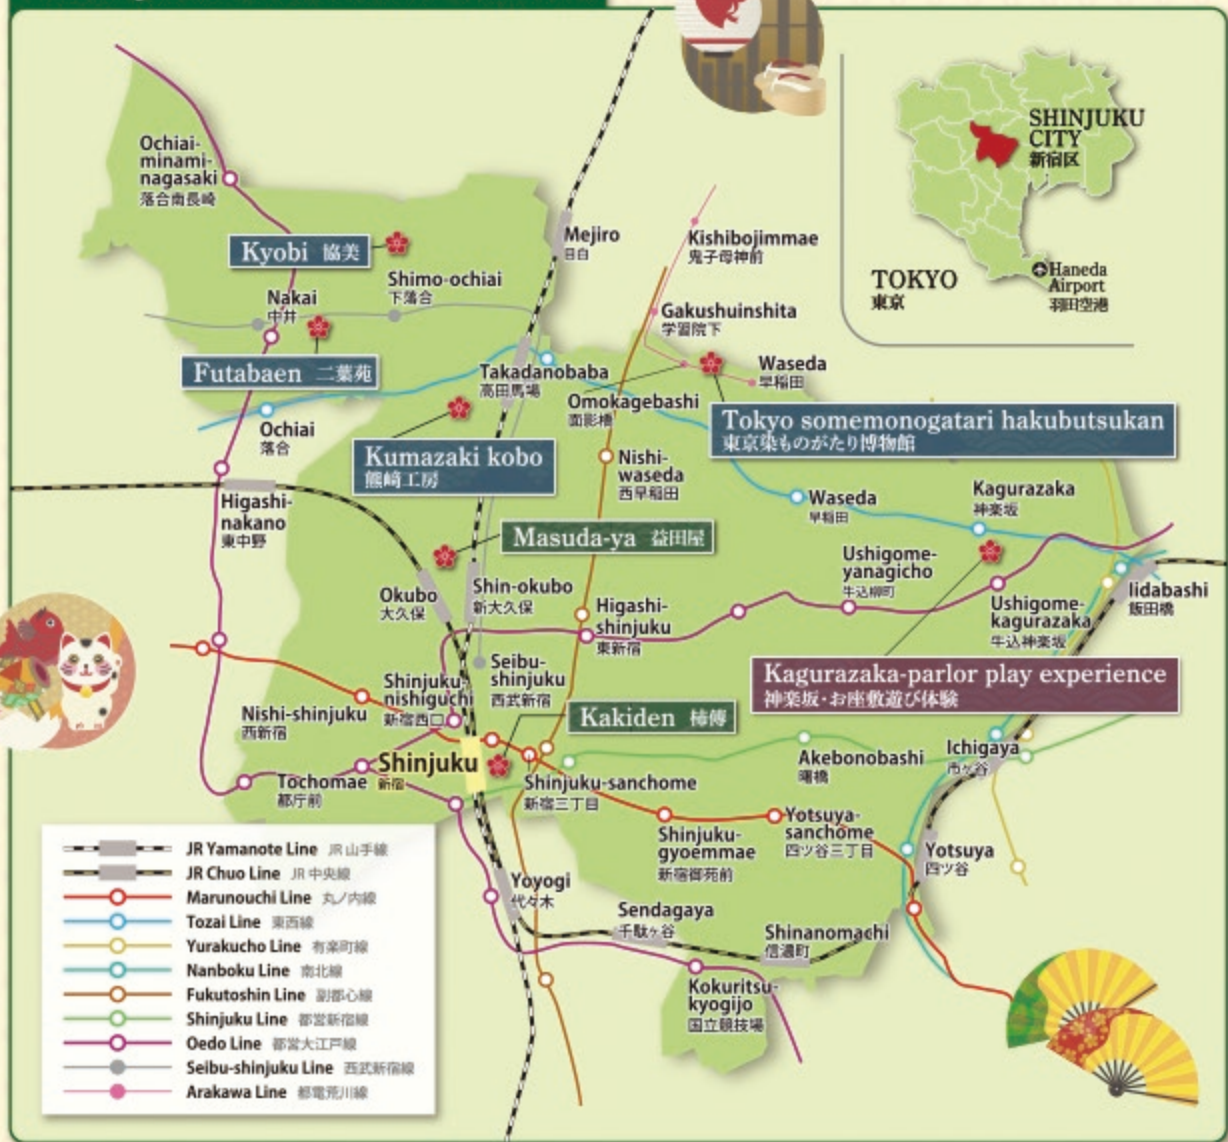 SHINJUKU
CITY
新宿区
TOKYO
東京
Haneda
Airport
羽田空港
Ochiai-
minami-
nagasaki
落合南長崎
Kyobi 協美
Mejiro
目白
Kishibojimmae
鬼子母神前
Shimo-ochiai
下落合
Nakai
中井
Gakushuinshita
学習院下
Futabaen 二葉苑
Takadanobaba
高田馬場
Waseda
早稲田
Omokagebashi
面影橋
Tokyo somemonogatari hakubutsukan
東京染ものがたり博物館
Ochiai
落合
Kumazaki kobo
熊﨑工房
Nishi-
waseda
西早稲田
Waseda
早稲田
Kagurazaka
神楽坂
Higashi-
nakano
東中野
Masuda-ya 益田屋
Ushigome-
yanagicho
牛込柳町
Okubo
大久保
Shin-okubo
新大久保
Higashi-
shinjuku
東新宿
Ushigome-
kagurazaka
牛込神楽坂
Iidabashi
飯田橋
Seibu-
shinjuku
西武新宿
Kagurazaka-parlor play experience
神楽坂・お座敷遊び体験
Shinjuku-
nishiguchi
新宿西口
Nishi-shinjuku
西新宿
Kakiden 柿傳
Shinjuku
新宿
Tochomae
都庁前
Shinjuku-sanchome
新宿三丁目
Akebonobashi
曙橋
Ichigaya
市ヶ谷
Shinjuku-
gyoemmae
新宿御苑前
Yotsuya-
sanchome
四ツ谷三丁目
Yotsuya
四ツ谷
Yoyogi
代々木
Sendagaya
千駄ヶ谷
Shinanomachi
信濃町
Kokuritsu-
kyogijo
国立競技場
JR Yamanote Line JR 山手線
JR Chuo Line JR 中央線
Marunouchi Line 丸ノ内線
Tozai Line 東西線
Yurakucho Line 有楽町線
Nanboku Line 南北線
Fukutoshin Line 副都心線
Shinjuku Line 都営新宿線
Oedo Line 都営大江戸線
Seibu-shinjuku Line 西武新宿線
Arakawa Line 都電荒川線